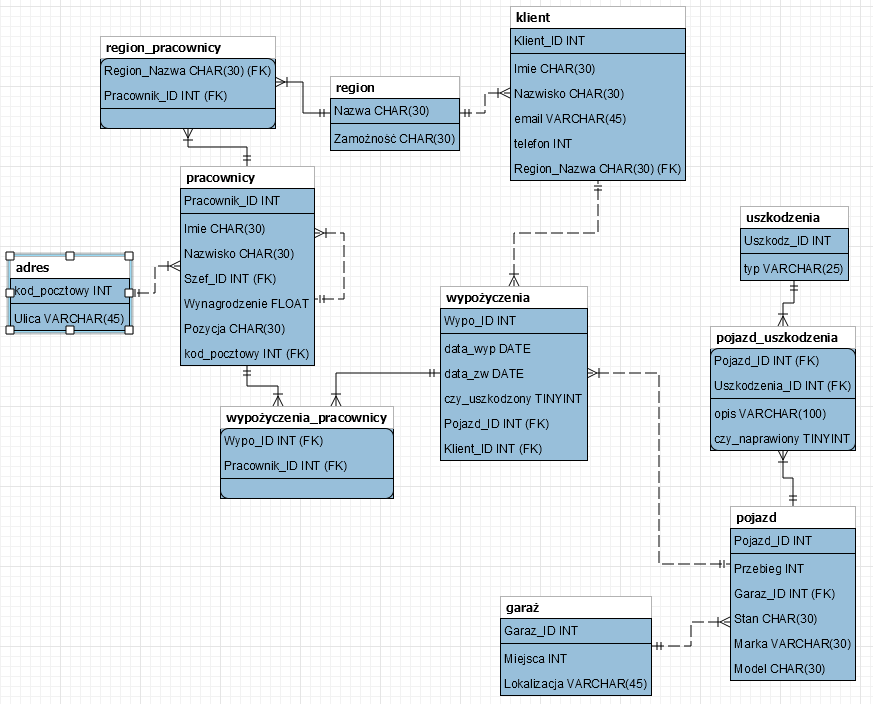 klient
Klient_ID INT
Imie CHAR(30)
Nazwisko CHAR(30)
email VARCHAR(45)
telefon INT
Region_Nazwa CHAR(30) (FK)
region_pracownicy
Region_Nazwa CHAR(30) (FK)
Pracownik_ID INT (FK)
region
Nazwa CHAR(30)
Zamożność CHAR(30)
pracownicy
Pracownik_ID INT
Imie CHAR(30)
Nazwisko CHAR(30)
Szef_ID INT (FK)
Wynagrodzenie FLOAT
Pozycja CHAR(30)
kod_pocztowy INT (FK)
adres
kod_pocztowy INT
Ulica VARCHAR(45)
uszkodzenia
Uszkodz_ID INT
typ VARCHAR(25)
wypożyczenia
Wypo_ID INT
data_wyp DATE
data_zw DATE
czy_uszkodzony TINYINT
Pojazd_ID INT (FK)
Klient_ID INT (FK)
pojazd_uszkodzenia
Pojazd_ID INT (FK)
Uszkodzenia_ID INT (FK)
opis VARCHAR(100)
czy_naprawiony TINYINT
wypożyczenia_pracownicy
Wypo_ID INT (FK)
Pracownik_ID INT (FK)
pojazd
Pojazd_ID INT
Przebieg INT
Garaz_ID INT (FK)
Stan CHAR(30)
Marka VARCHAR(30)
Model CHAR(30)
garaż
Garaz_ID INT
Miejsca INT
Lokalizacja VARCHAR(45)